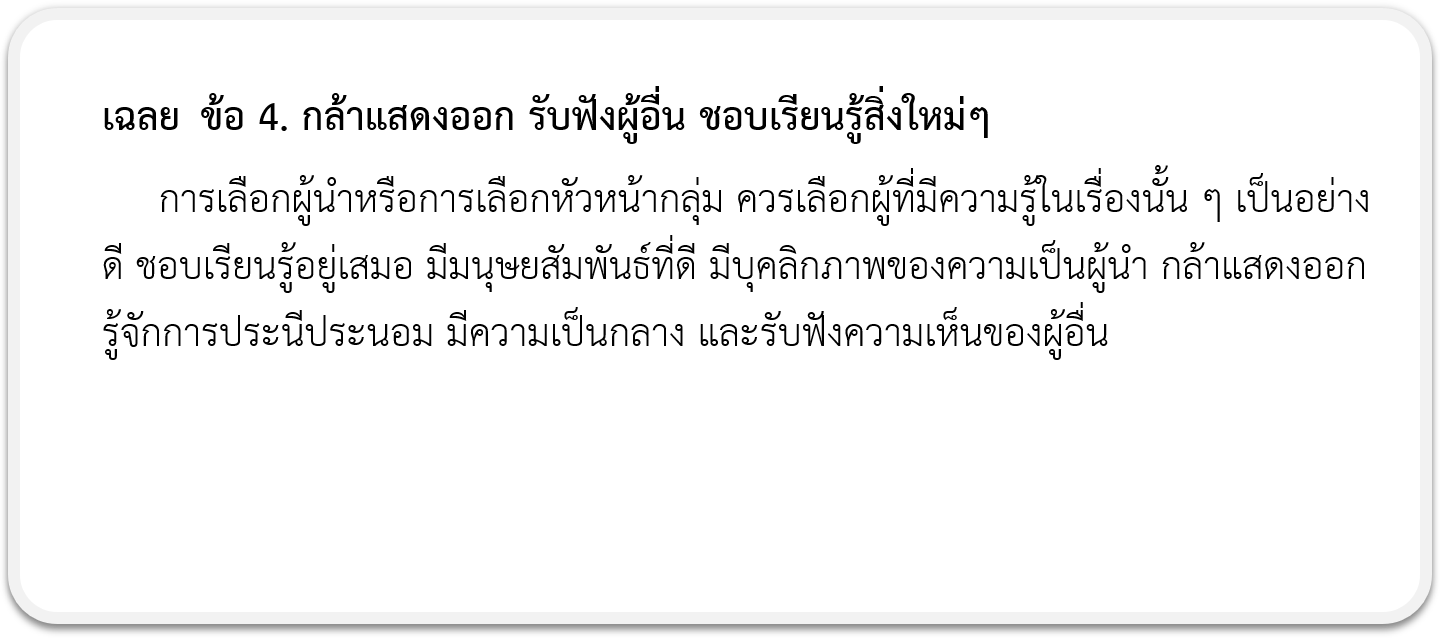 เฉลย ข้อ 4. กล้าแสดงออก รับฟังผู้อื่น ชอบเรียนรู้สิ่งใหม่ๆ
การเลือกผู้นำหรือการเลือกหัวหน้ากลุ่ม ควรเลือกผู้ที่มีความรู้ในเรื่องนั้น ๆ เป็นอย่าง
ดี ชอบเรียนรู้อยู่เสมอ มีมนุษยสัมพันธ์ที่ดี มีบุคลิกภาพของความเป็นผู้นำ กล้าแสดงออก
รู้จักการประนีประนอม มีความเป็นกลาง และรับฟังความเห็นของผู้อื่น